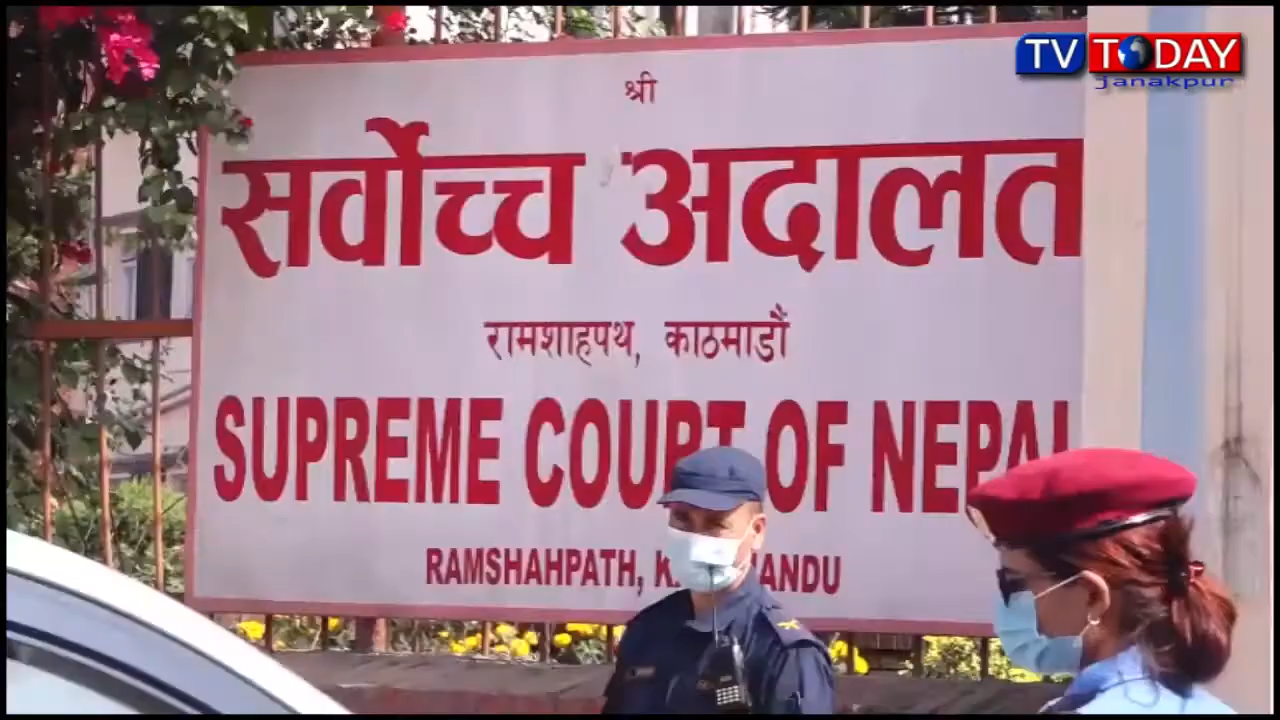 TV TODAY
janakpur
श्री
सर्वोच्च अदालत
रामशाहपथ, काठमाडौं
SUPREME COURT OF NEPAL
RAMSHAHPATH,